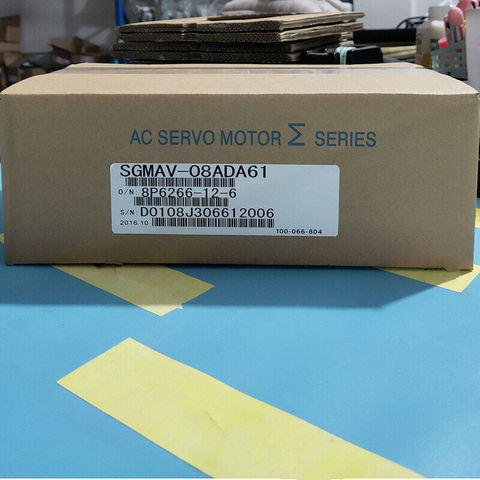 AC SERVO MOTOR Σ SERIES
SGMAV-08ADA61
O/N: 8P6266-12-6
S/N: D0108J306612006
2016.10
100-066-804